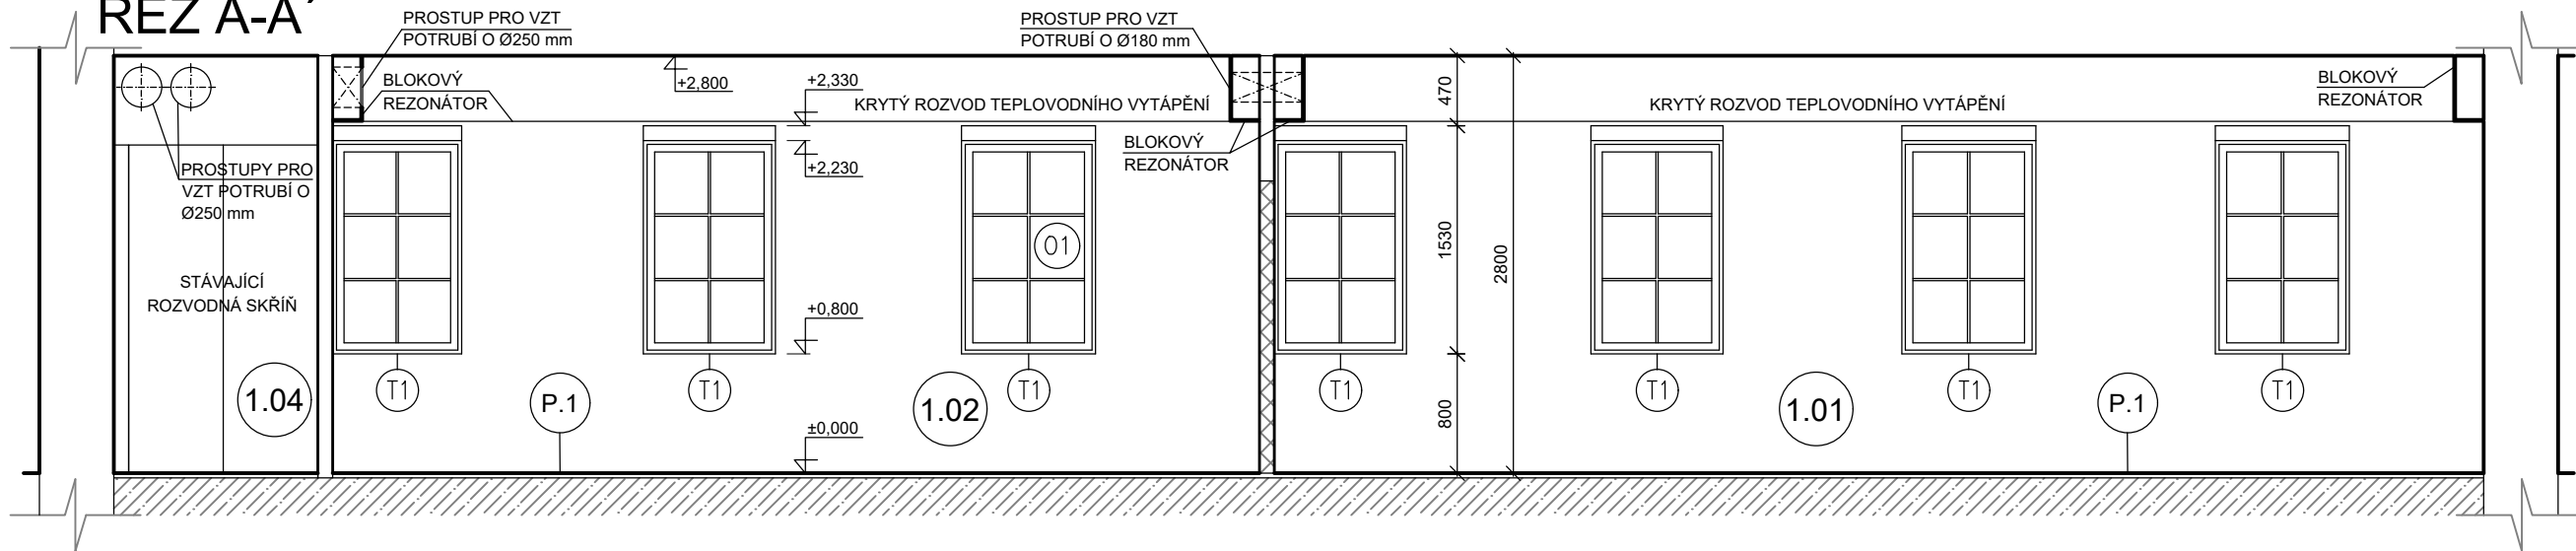 ŘEZ A-A´
PROSTUP PRO VZT
POTRUBÍ O Ø250 mm
BLOKOVÝ
REZONÁTOR
+2,800
+2,330
KRYTÝ ROZVOD TEPLOVODNÍHO VYTÁPĚNÍ
PROSTUP PRO VZT
POTRUBÍ O Ø180 mm
BLOKOVÝ
REZONÁTOR
470
KRYTÝ ROZVOD TEPLOVODNÍHO VYTÁPĚNÍ
BLOKOVÝ
REZONÁTOR
PROSTUPY PRO
VZT POTRUBÍ O
Ø250 mm
+2,230
O1
1530
2800
STÁVAJÍCÍ
ROZVODNÁ SKŘÍŇ
+0,800
1.04
T1
P.1
T1
±0,000
1.02
T1
T1
800
T1
1.01
T1
P.1
T1